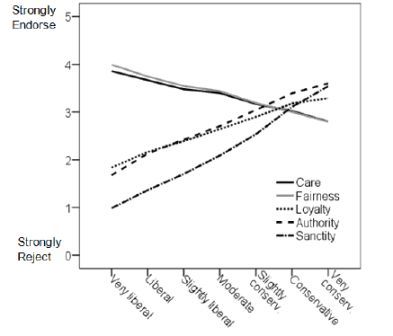 Strongly
Endorse
5
4
3
2
1
Strongly
Reject
0
Care
Fairness
Loyalty
Authority
Sanctity
Very liberal
Liberal
Slightly liberal
Moderate
Slightly
conserv.
Conservative
Very
conserv.